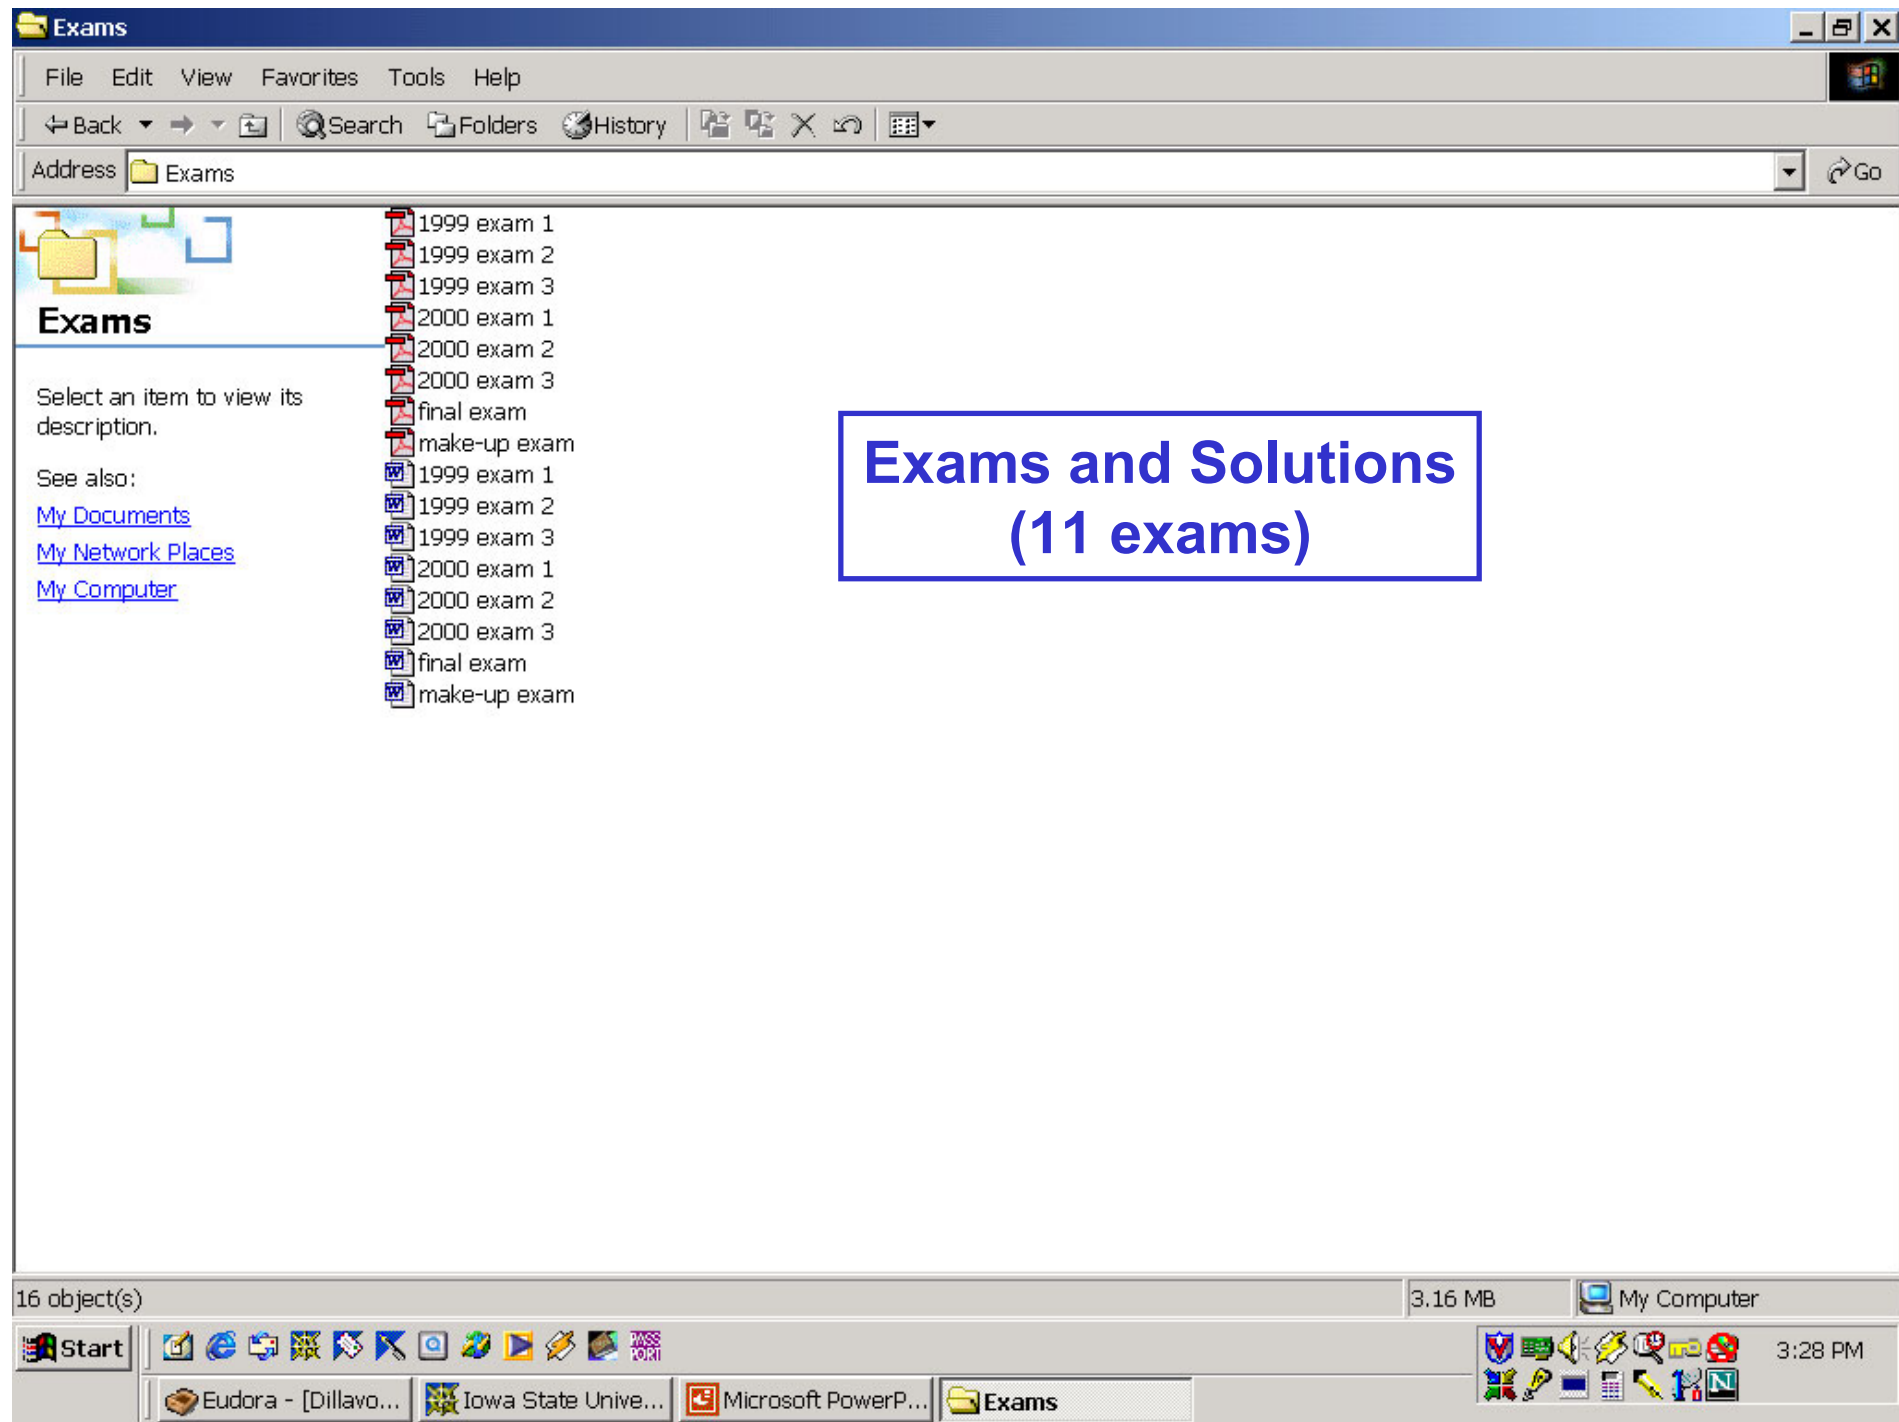 Exams
File Edit View Favorites Tools Help
Back Search Folders History
Address Exams Go
Exams
Select an item to view its
description.
See also:
My Documents
My Network Places
My Computer
1999 exam 1
1999 exam 2
1999 exam 3
2000 exam 1
2000 exam 2
2000 exam 3
final exam
make-up exam
1999 exam 1
1999 exam 2
1999 exam 3
2000 exam 1
2000 exam 2
2000 exam 3
final exam
make-up exam
Exams and Solutions
(11 exams)
16 object(s) 3.16 MB My Computer
Start PASS PORT 3:28 PM
Eudora - [Dillavo... Iowa State Unive... Microsoft PowerP... Exams